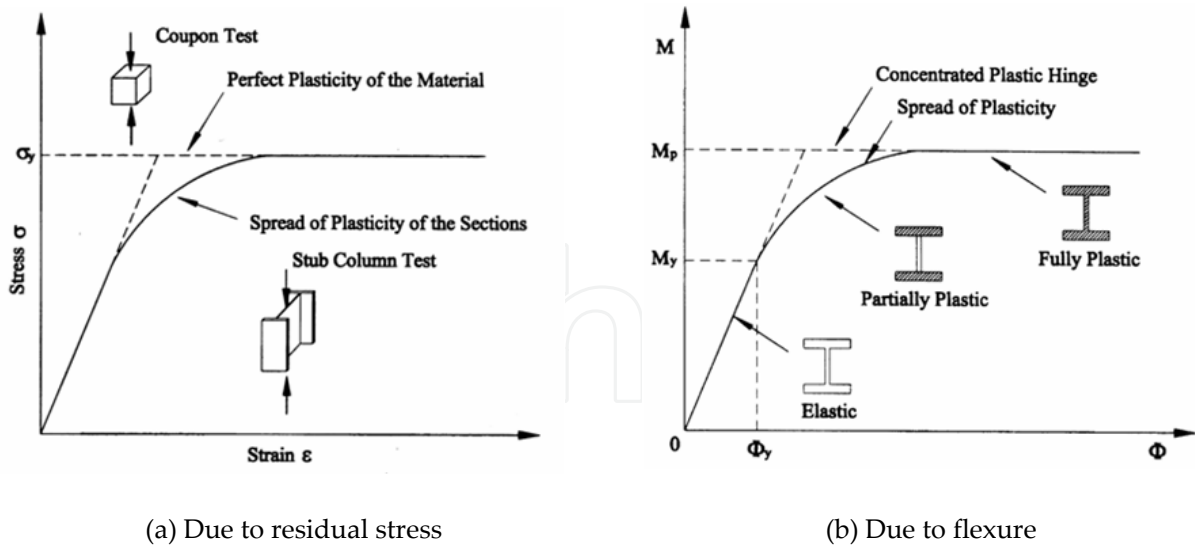 Coupon Test
Perfect Plasticity of the Material
σy
Spread of Plasticity of the Sections
Stub Column Test
Stress σ
Strain ε
(a) Due to residual stress
M
Concentrated Plastic Hinge
Spread of Plasticity
Mp
My
Fully Plastic
Partially Plastic
Elastic
0
Φy
Φ
(b) Due to flexure